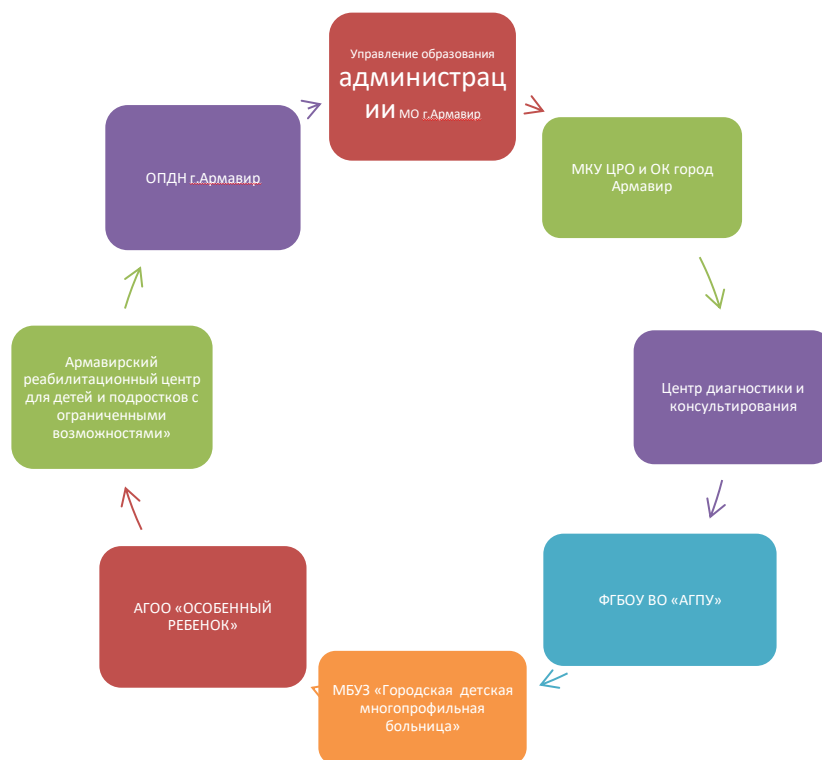 Управление образования
администрац
ии МО г.Армавир
МКУ ЦРО и ОК город
Армавир
Центр диагностики и
консультирования
ФГБОУ ВО «АГПУ»
МБУЗ «Городская детская
многопрофильная
больница»
АГОО «ОСОБЕННЫЙ
РЕБЕНОК»
Армавирский
реабилитационный центр
для детей и подростков с
ограниченными
возможностями»
ОПДН г.Армавир